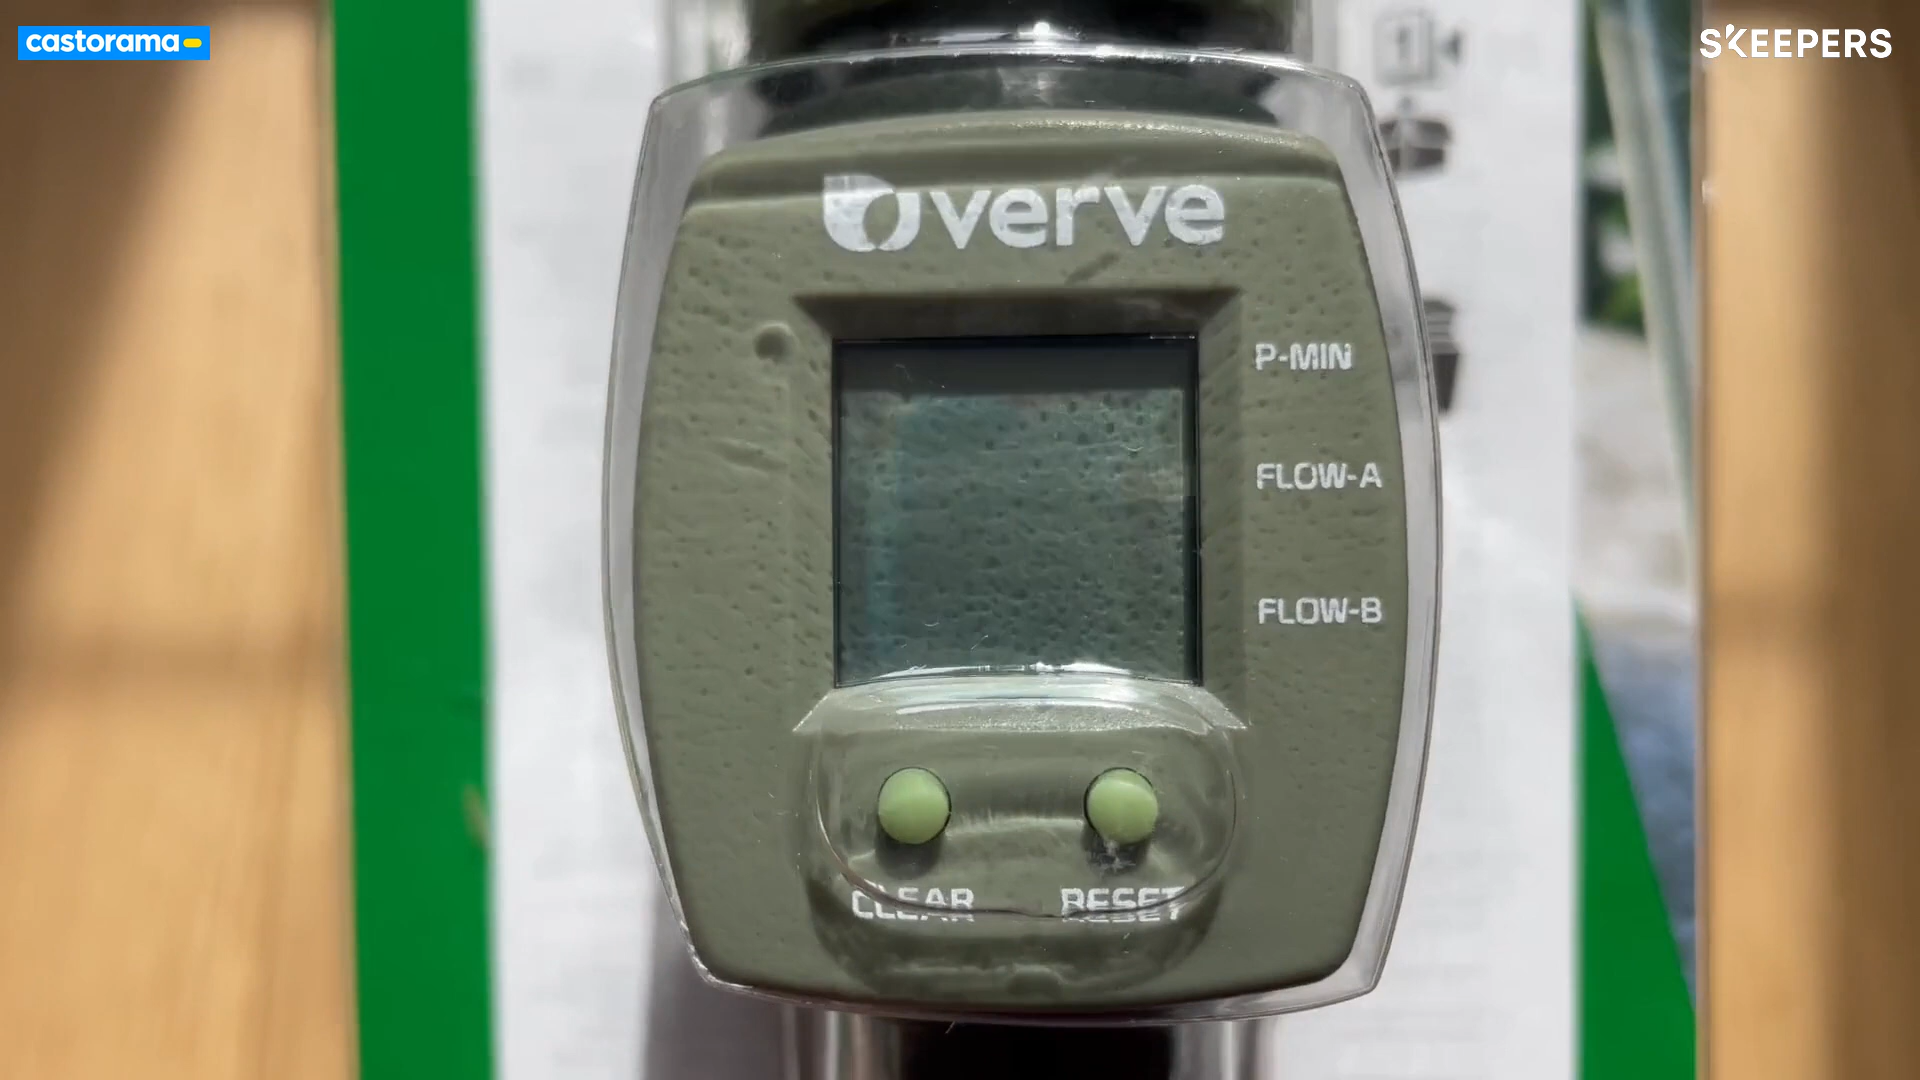 castorama
SKEEPERS
verve
P-MIN
FLOW-A
FLOW-B
CLEAR
RESET